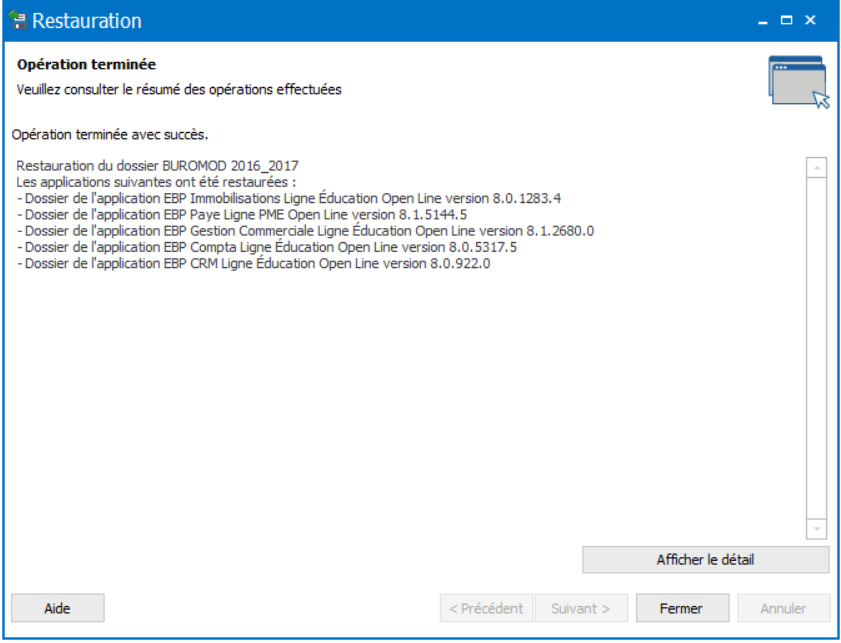 Restauration
Opération terminée
Veuillez consulter le résumé des opérations effectuées
Opération terminée avec succès.
Restauration du dossier BUROMOD 2016_2017
Les applications suivantes ont été restaurées :
- Dossier de l'application EBP Immobilisations Ligne Éducation Open Line version 8.0.1283.4
- Dossier de l'application EBP Paye Ligne PME Open Line version 8.1.5144.5
- Dossier de l'application EBP Gestion Commerciale Ligne Éducation Open Line version 8.1.2680.0
- Dossier de l'application EBP Compta Ligne Éducation Open Line version 8.0.5317.5
- Dossier de l'application EBP CRM Ligne Éducation Open Line version 8.0.922.0
Afficher le détail
Aide < Précédent Suivant > Fermer Annuler